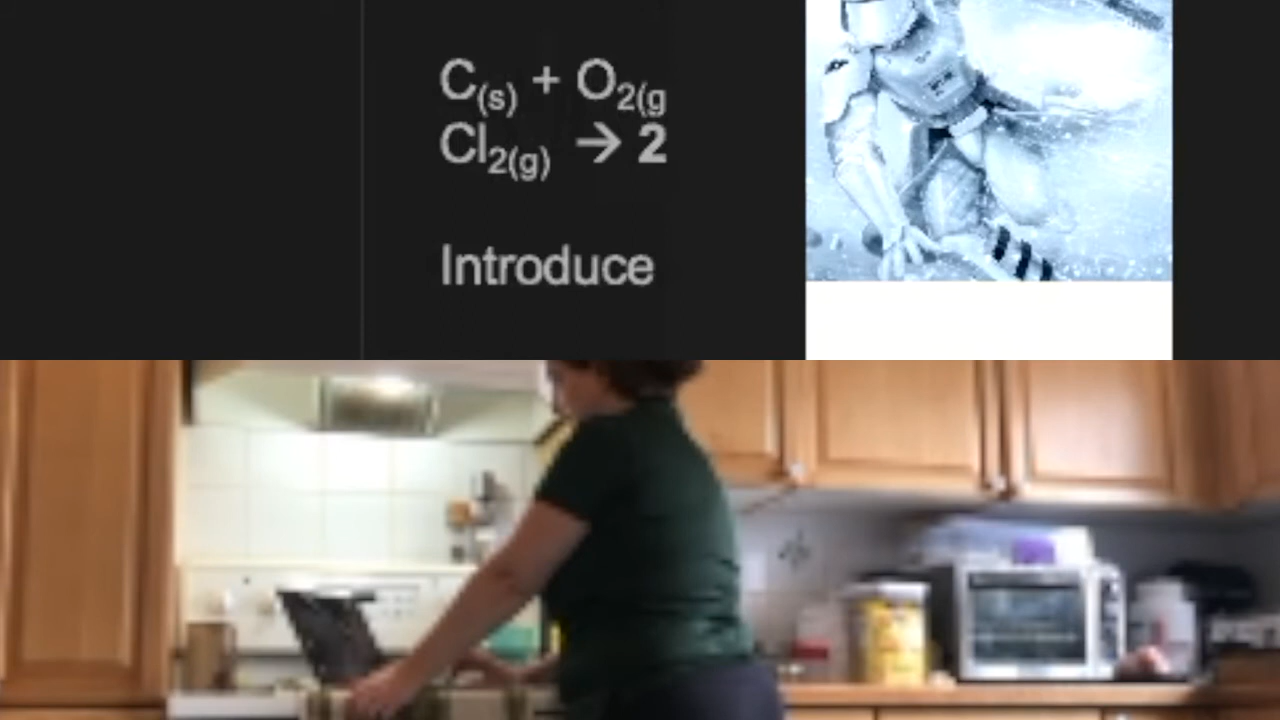 C(s) + O2(g
Cl2(g) → 2
Introduce